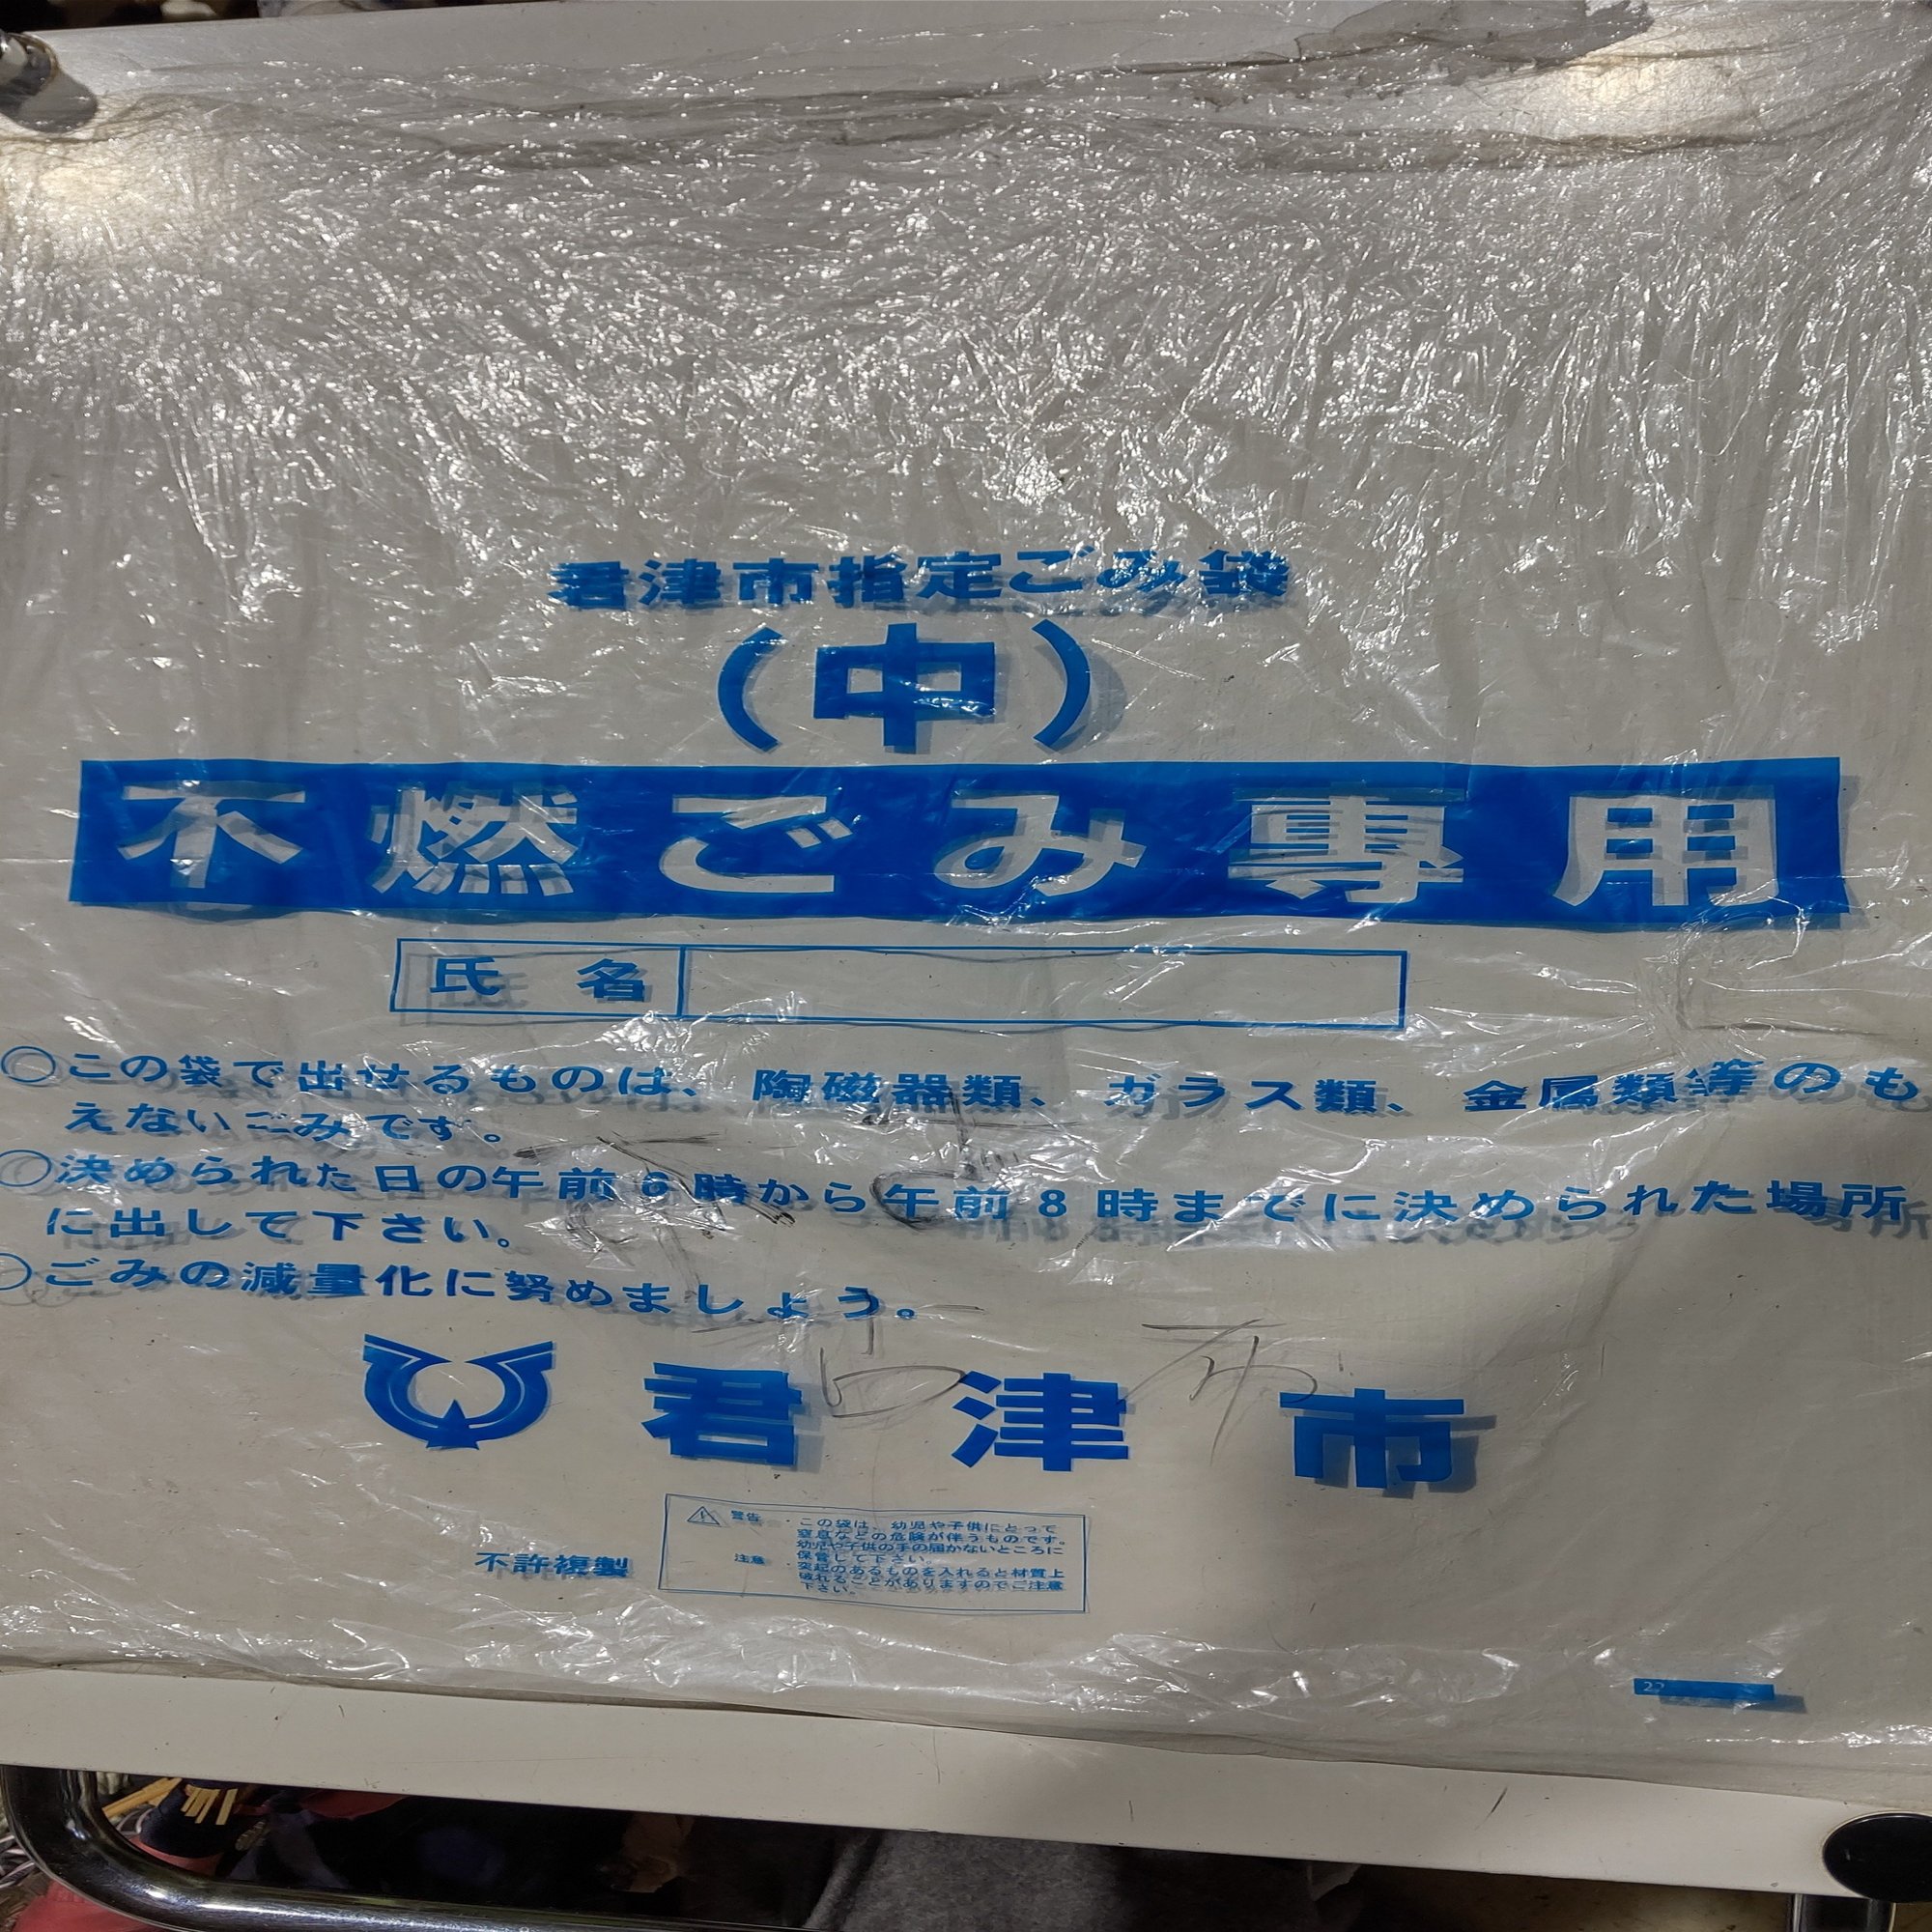 君津市指定ごみ袋
（中）
不燃ごみ専用
氏名
○この袋で出せるものは、陶磁器類、ガラス類、金属類等のも
えないごみです。
○決められた日の午前6時から午前8時までに決められた場所
に出して下さい。
○ごみの減量化に努めましょう。
君津市
不許複製
警告 ・この袋は、幼児や子供にとって
窒息などの危険が伴うものです。
幼児や子供の手の届かないところに
保管して下さい。
注意 ・突起のあるものを入れると材質上
破れることがありますのでご注意
下さい。
22